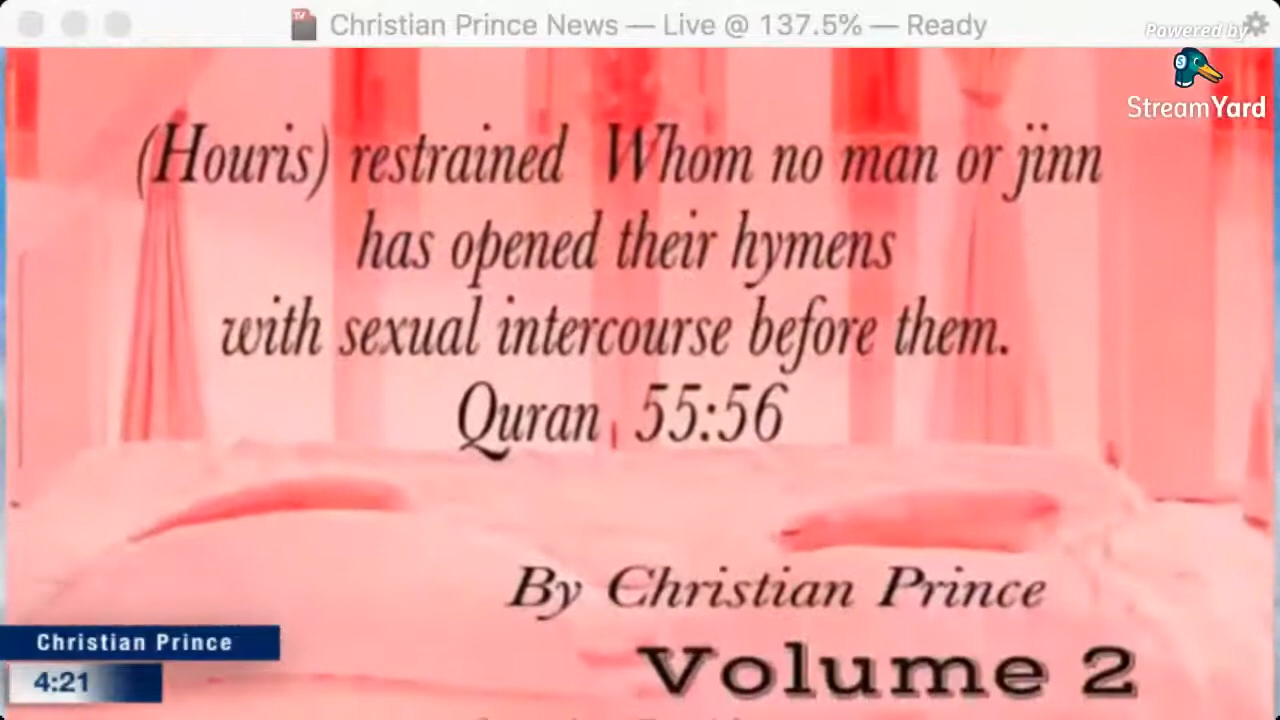 Christian Prince News — Live @ 137.5% — Ready
Powered by
StreamYard
(Houris) restrained Whom no man or jinn
has opened their hymens
with sexual intercourse before them.
Quran 55:56
By Christian Prince
Volume 2
Christian Prince
4:21